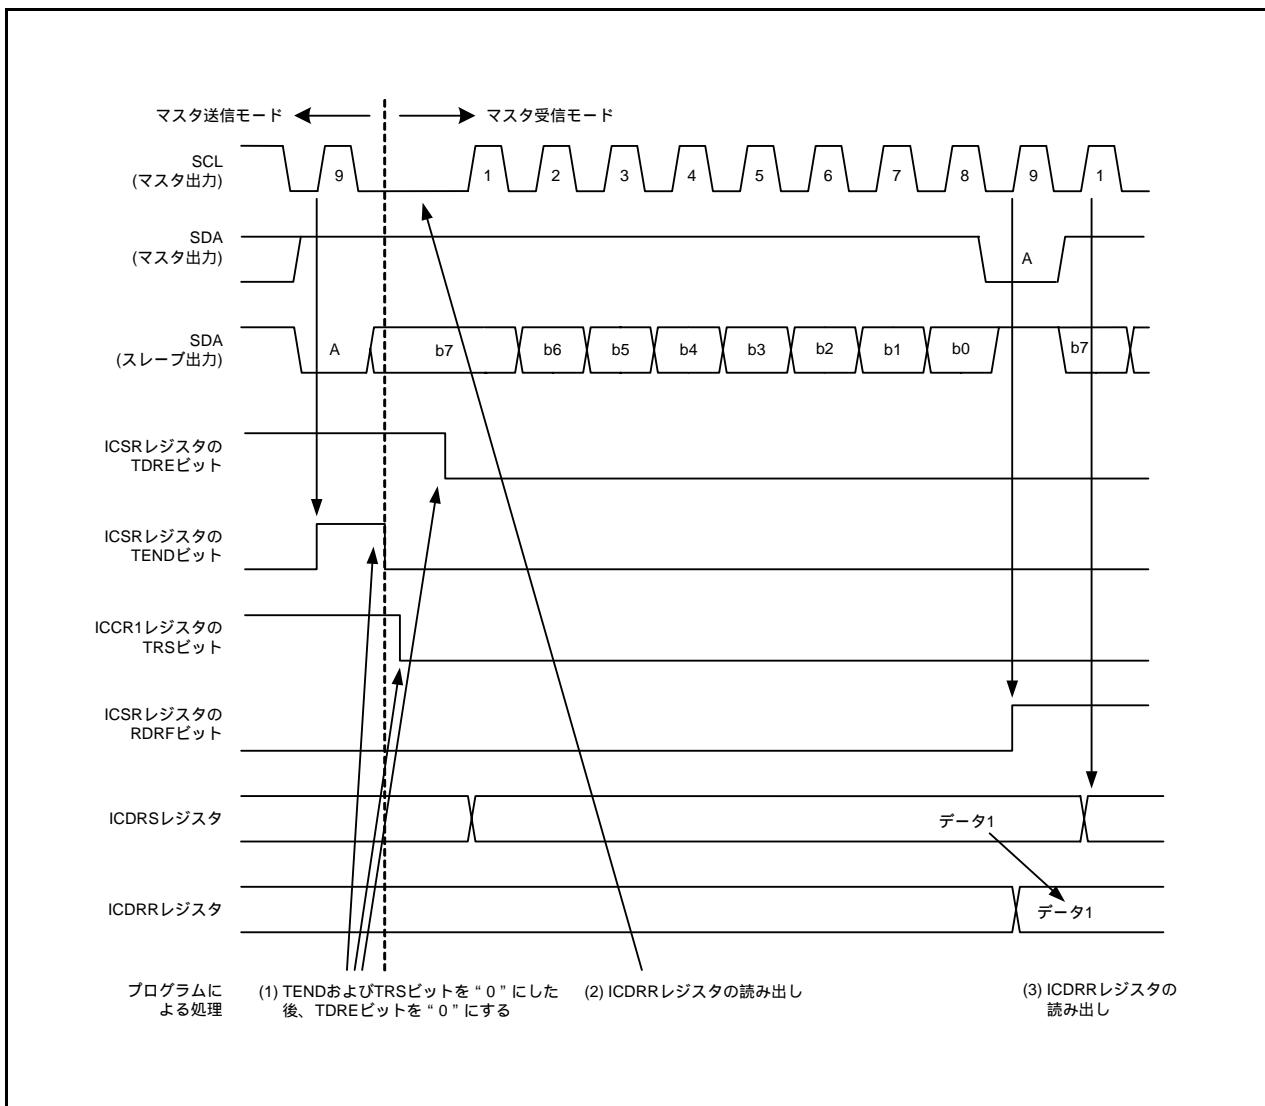 マスタ送信モード マスタ受信モード
SCL
(マスタ出力)
9 1 2 3 4 5 6 7 8 9 1
SDA
(マスタ出力)
A
SDA
(スレーブ出力)
A b7 b6 b5 b4 b3 b2 b1 b0 b7
ICSRレジスタの
TDREビット
ICSRレジスタの
TENDビット
ICCR1レジスタの
TRSビット
ICSRレジスタの
RDRFビット
ICDRSレジスタ
データ1
ICDRRレジスタ
データ1
プログラムに
よる処理
(1) TENDおよびTRSビットを“ 0 ” にした
後、TDREビットを“ 0 ” にする
(2) ICDRRレジスタの読み出し
(3) ICDRRレジスタの
読み出し